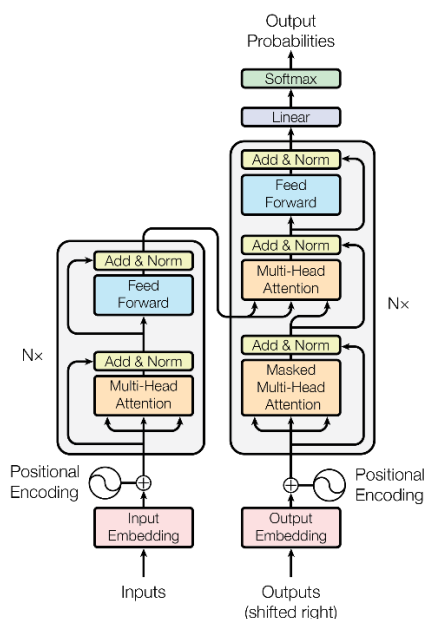 Output
Probabilities
Softmax
Linear
Add & Norm
Feed
Forward
Add & Norm
Multi-Head
Attention
Add & Norm
Masked
Multi-Head
Attention
N×
Positional
Encoding
Output
Embedding
Outputs
(shifted right)
Add & Norm
Feed
Forward
Add & Norm
Multi-Head
Attention
N×
Positional
Encoding
Input
Embedding
Inputs